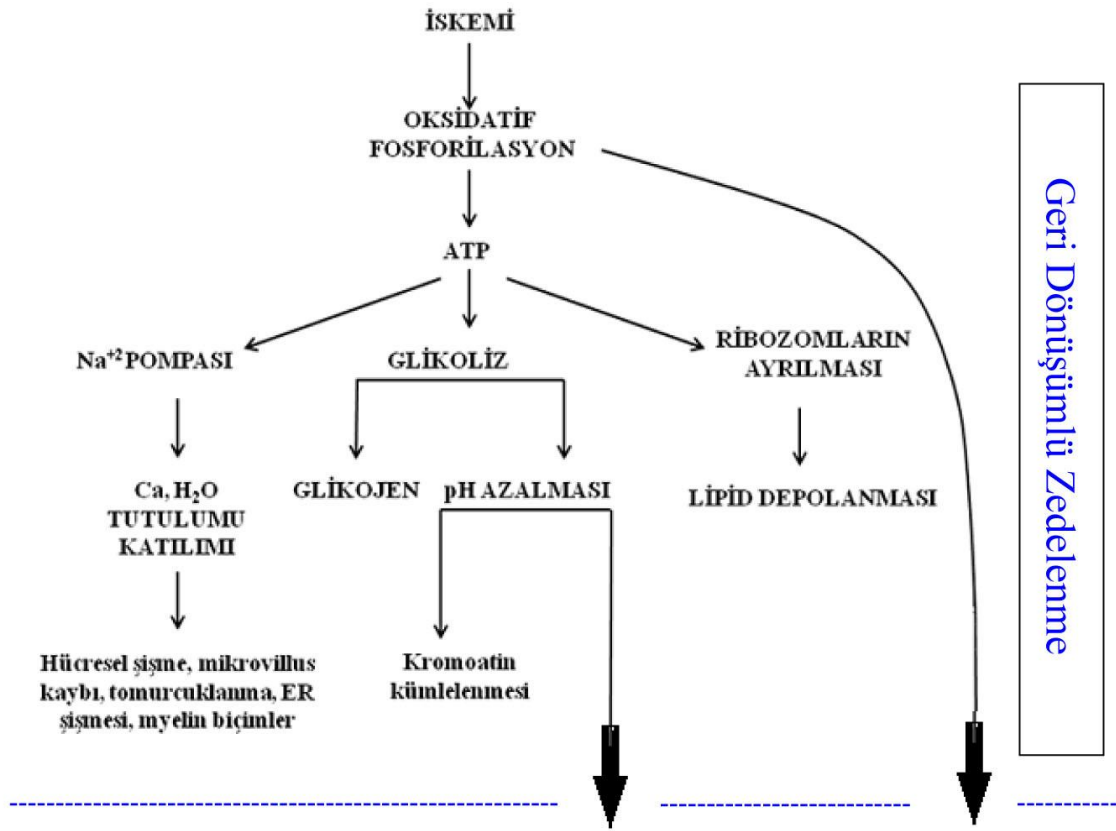 İSKEMİ
OKSİDATİF
FOSFORİLASYON
ATP
Na⁺² POMPASI
GLİKOLİZ
RİBOZOMLARIN
AYRILMASI
Ca, H₂O
TUTULUMU
KATILIMI
GLİKOJEN
pH AZALMASI
LİPİD DEPOLANMASI
Hücresel şişme, mikrovillus
kaybı, tomurcuklanma, ER
şişmesi, myelin biçimler
Kromoatin
kümlelenmesi
Geri Dönüşümlü Zedelenme